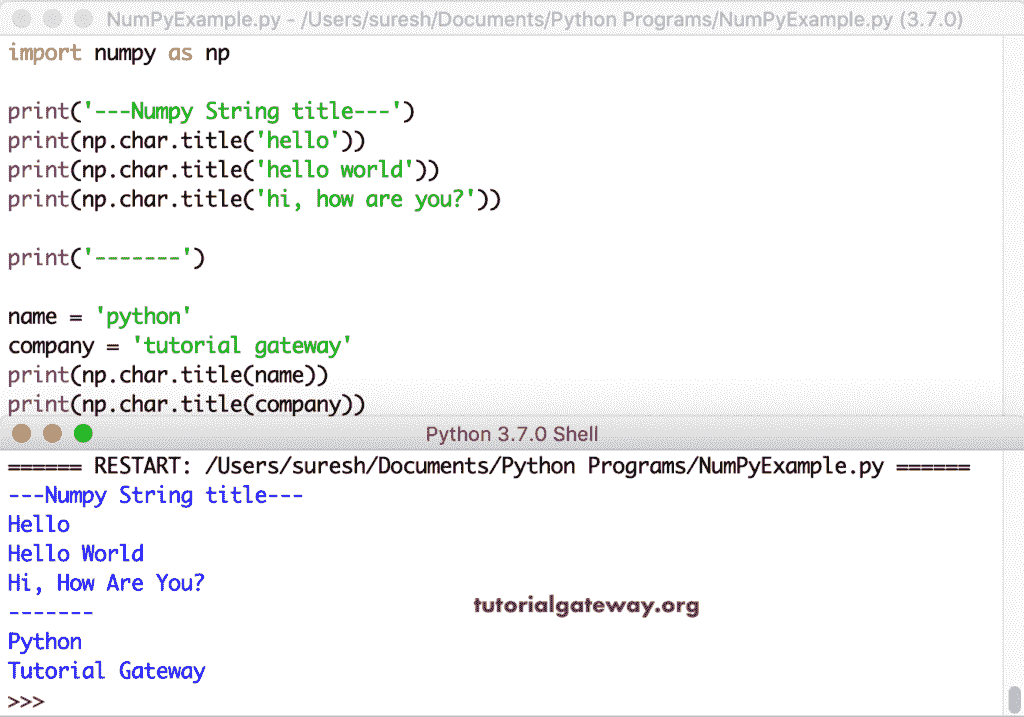 NumPyExample.py - /Users/suresh/Documents/Python Programs/NumPyExample.py (3.7.0)
import numpy as np
print('---Numpy String title---')
print(np.char.title('hello'))
print(np.char.title('hello world'))
print(np.char.title('hi, how are you?'))
print('-------')
name = 'python'
company = 'tutorial gateway'
print(np.char.title(name))
print(np.char.title(company))
Python 3.7.0 Shell
====== RESTART: /Users/suresh/Documents/Python Programs/NumPyExample.py ======
---Numpy String title---
Hello
Hello World
Hi, How Are You?
-------
tutorialgateway.org
Python
Tutorial Gateway
>>>